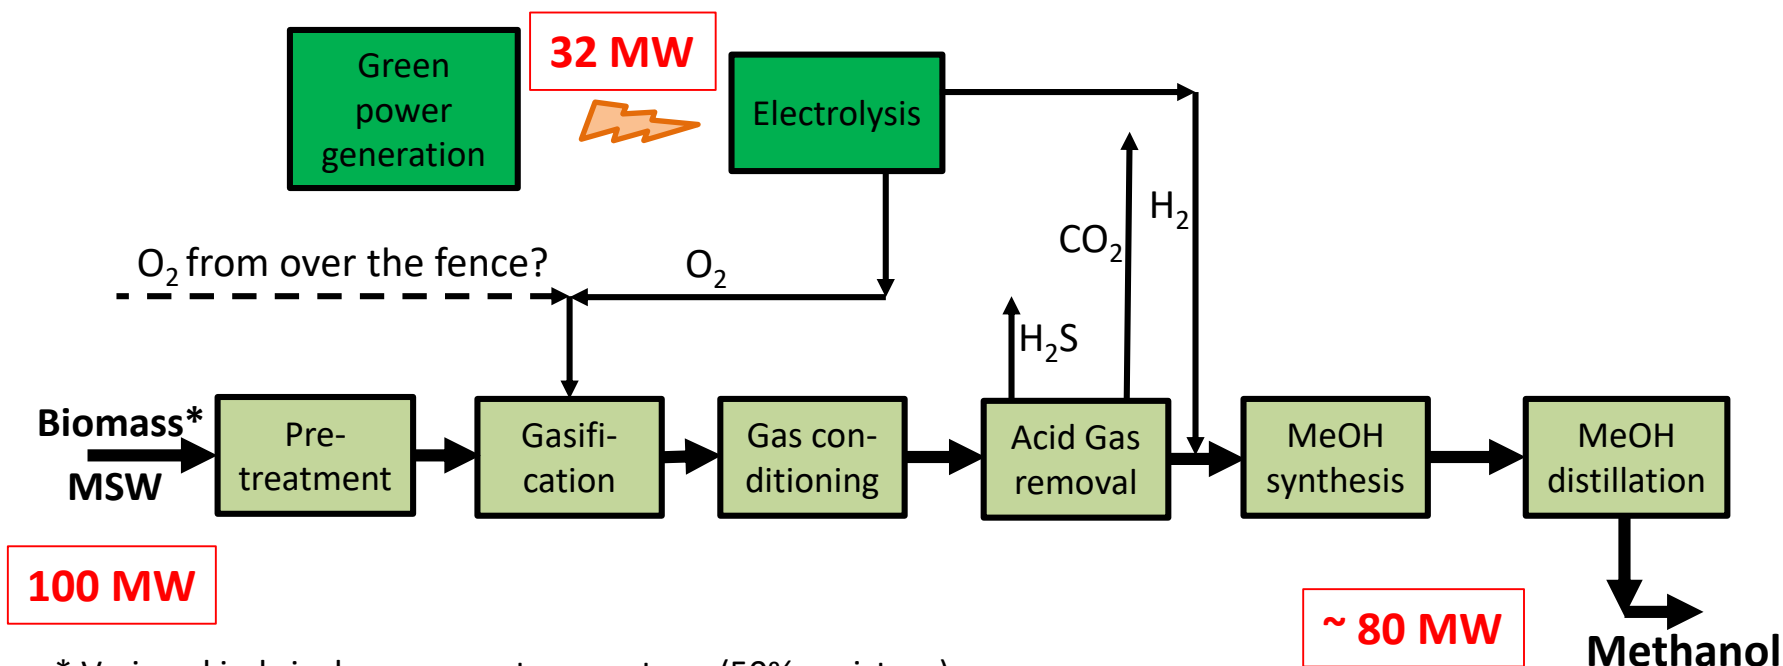 Green
power
generation
32 MW
Electrolysis
H2
CO2
O2 from over the fence?
O2
H2S
Biomass*
MSW
Pre-
treatment
Gasifi-
cation
Gas con-
ditioning
Acid Gas
removal
MeOH
synthesis
MeOH
distillation
100 MW
~ 80 MW
Methanol